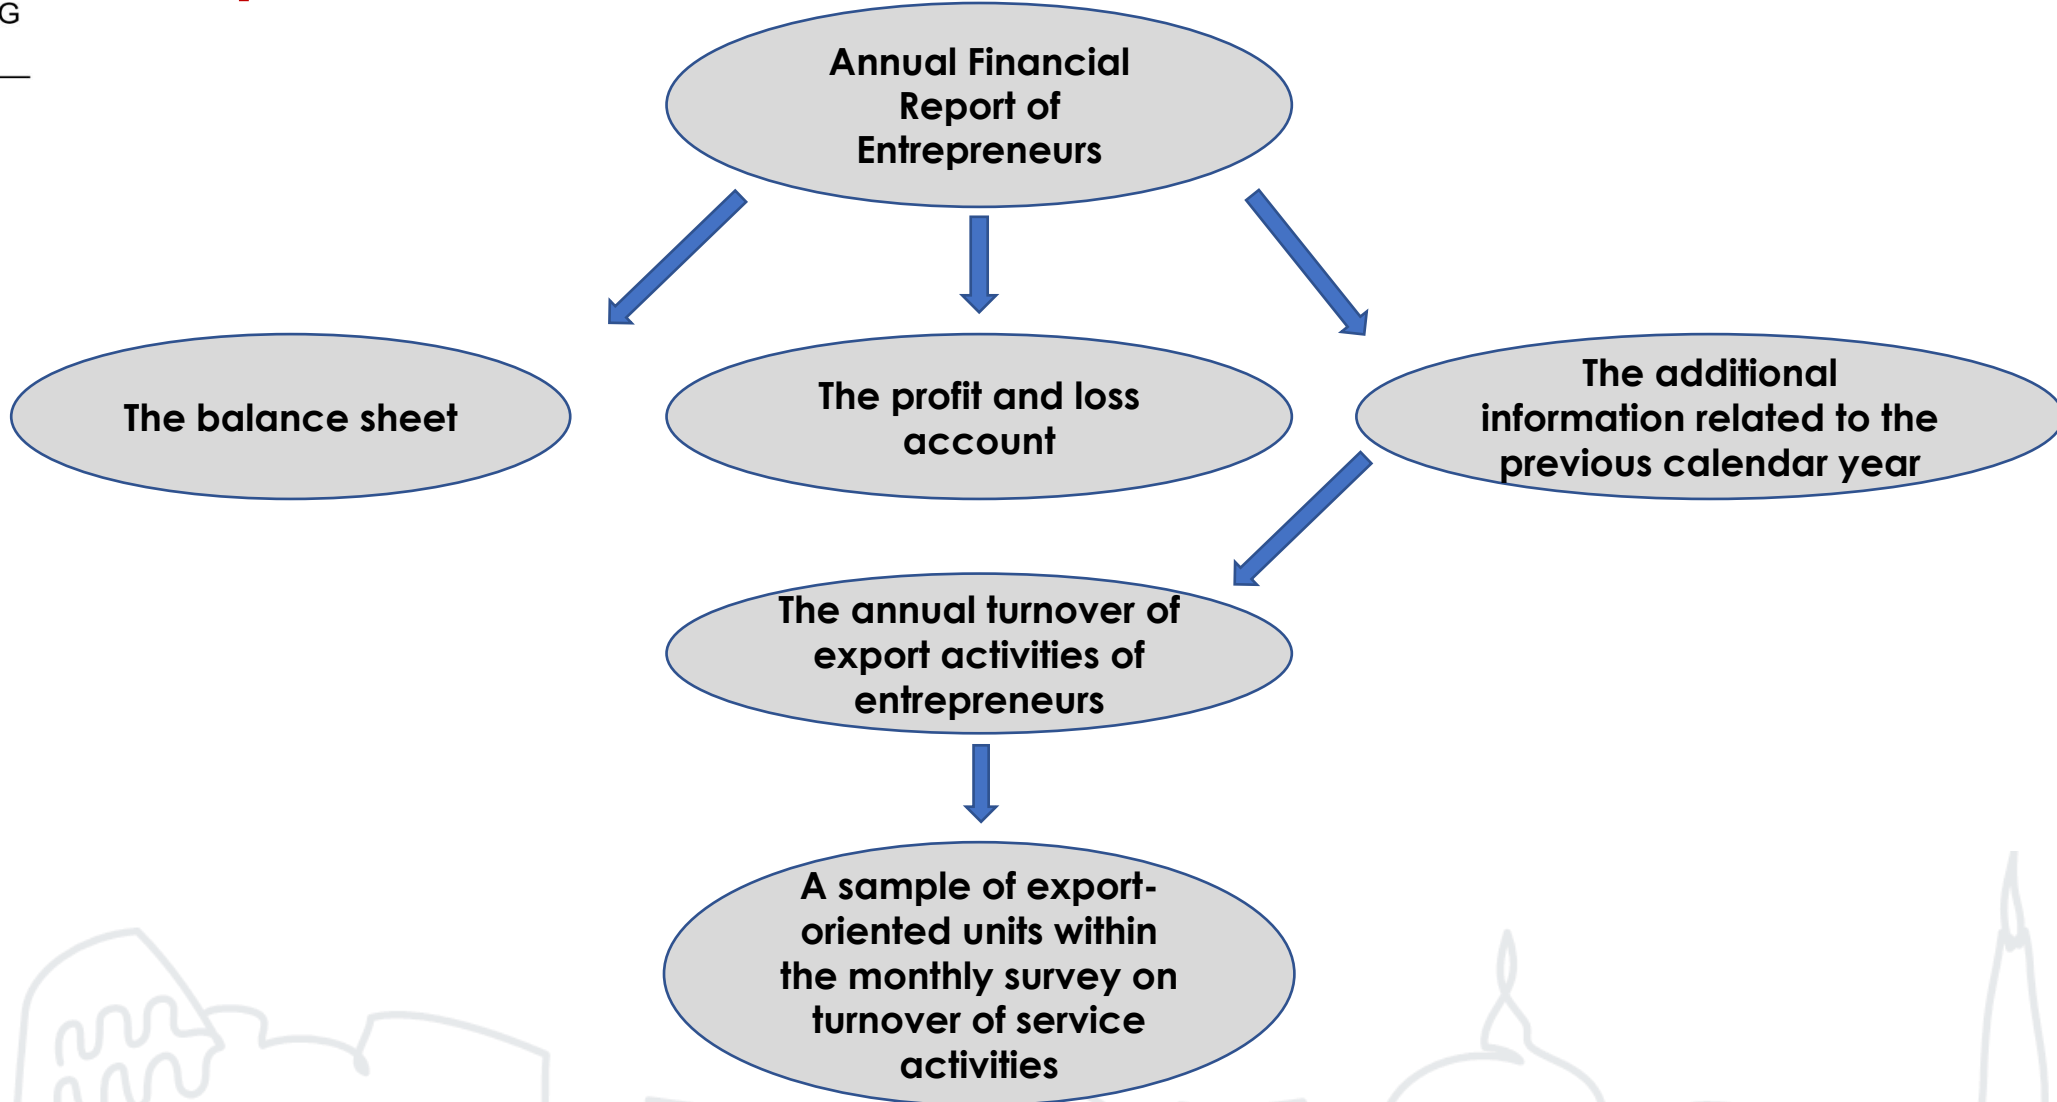 G
Annual Financial
Report of
Entrepreneurs
The balance sheet
The profit and loss
account
The additional
information related to the
previous calendar year
The annual turnover of
export activities of
entrepreneurs
A sample of export-
oriented units within
the monthly survey on
turnover of service
activities